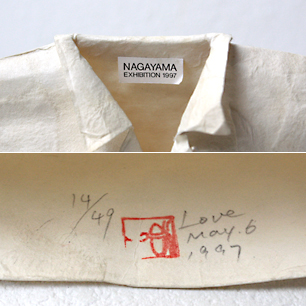 NAGAYAMA
EXHIBITION 1997
14/49
Love
May. 6
1997